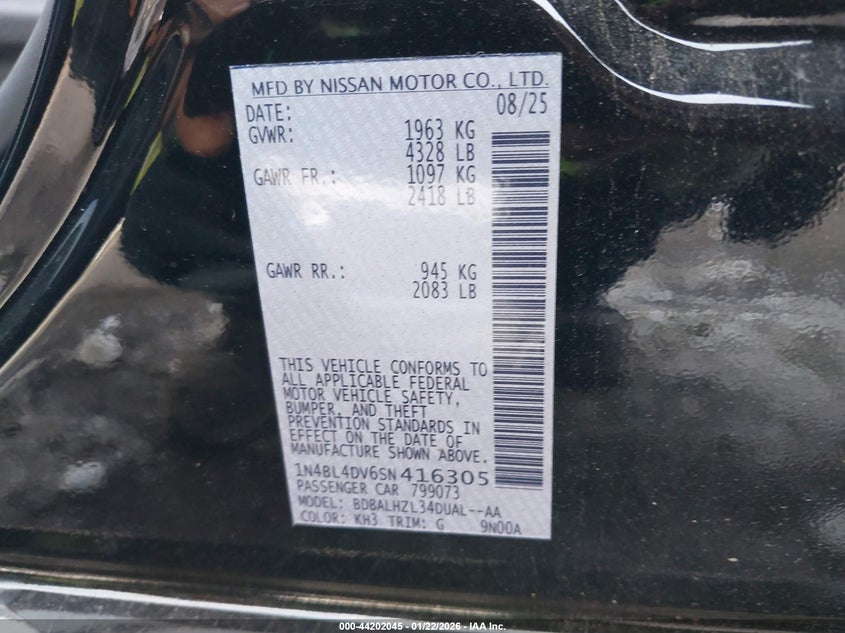 MFD BY NISSAN MOTOR CO., LTD.
DATE: 08/25
GVWR: 1963 KG
4328 LB
GAWR FR.: 1097 KG
2418 LB
GAWR RR.: 945 KG
2083 LB
THIS VEHICLE CONFORMS TO
ALL APPLICABLE FEDERAL
MOTOR VEHICLE SAFETY,
BUMPER, AND THEFT
PREVENTION STANDARDS IN
EFFECT ON THE DATE OF
MANUFACTURE SHOWN ABOVE.
1N4BL4DV6SN416305
PASSENGER CAR 799073
MODEL: BDBALHZL34DUAL--AA
COLOR: KH3 TRIM: G 9N00A
000-44202045 - 01/22/2026 - IAA Inc.